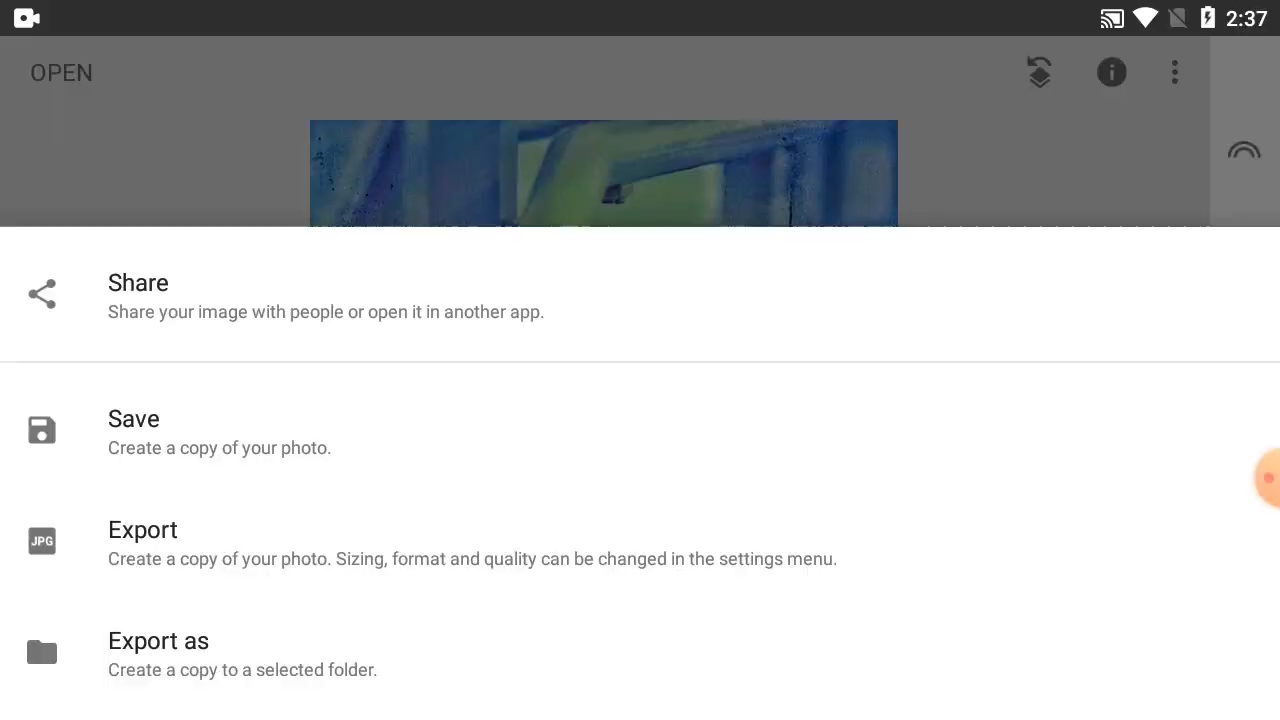 2:37
OPEN
Share
Share your image with people or open it in another app.
Save
Create a copy of your photo.
JPG
Export
Create a copy of your photo. Sizing, format and quality can be changed in the settings menu.
Export as
Create a copy to a selected folder.